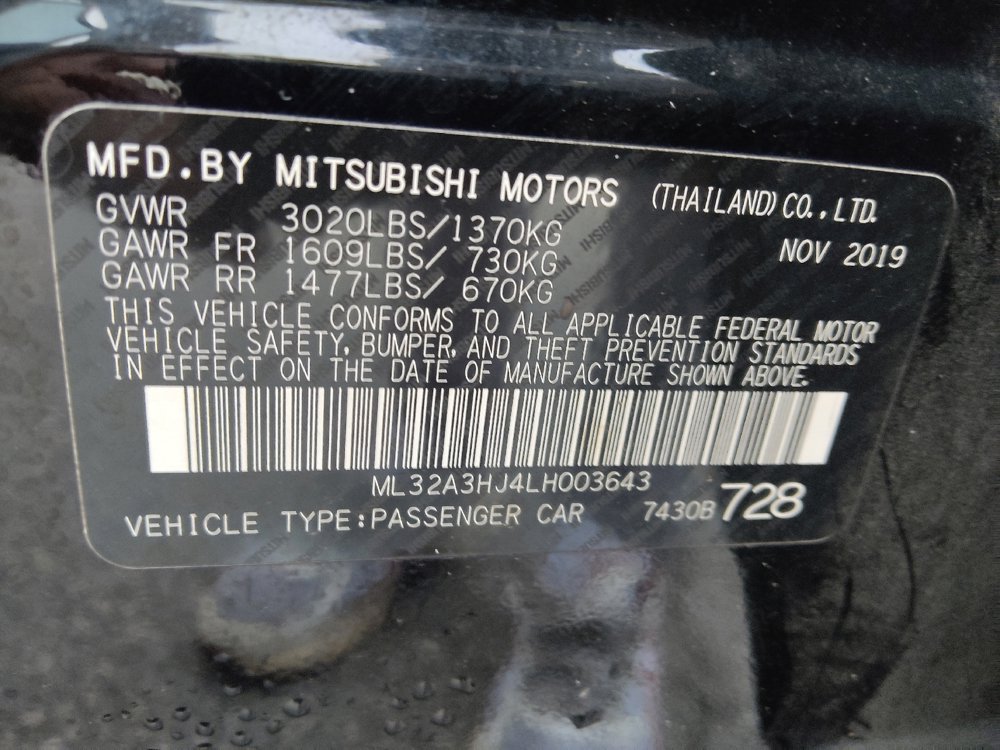 MFD.BY MITSUBISHI MOTORS (THAILAND) CO., LTD.
GVWR 3020LBS/1370KG NOV 2019
GAWR FR 1609LBS/ 730KG
GAWR RR 1477LBS/ 670KG
THIS VEHICLE CONFORMS TO ALL APPLICABLE FEDERAL MOTOR
VEHICLE SAFETY, BUMPER, AND THEFT PREVENTION STANDARDS
IN EFFECT ON THE DATE OF MANUFACTURE SHOWN ABOVE.
ML32A3HJ4LH003643
VEHICLE TYPE:PASSENGER CAR 7430B 728